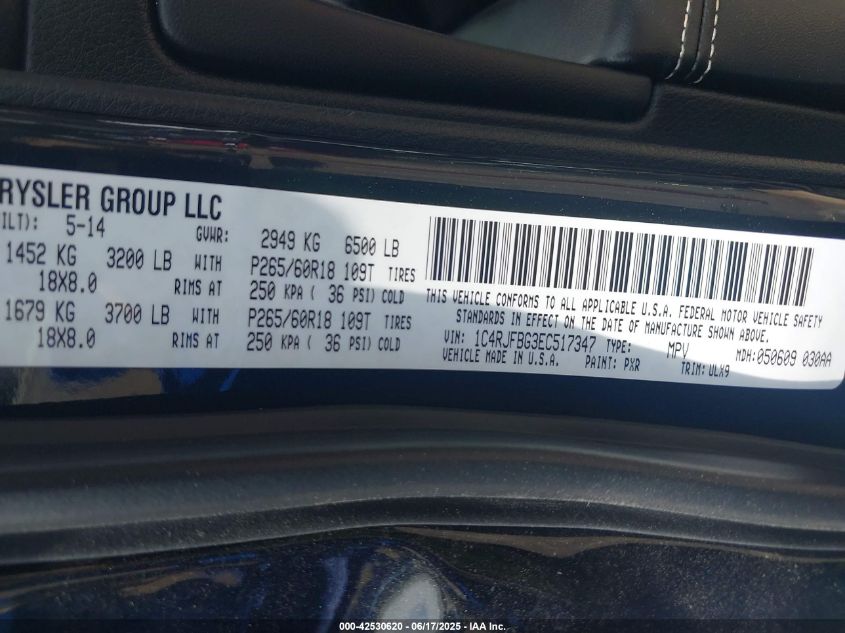 RYSLER GROUP LLC
ILT): 5-14 GVWR: 2949 KG 6500 LB
1452 KG 3200 LB WITH P265/60R18 109T TIRES
18X8.0 RIMS AT 250 KPA ( 36 PSI) COLD
1679 KG 3700 LB WITH P265/60R18 109T TIRES
18X8.0 RIMS AT 250 KPA ( 36 PSI) COLD
THIS VEHICLE CONFORMS TO ALL APPLICABLE U.S.A. FEDERAL MOTOR VEHICLE SAFETY
STANDARDS IN EFFECT ON THE DATE OF MANUFACTURE SHOWN ABOVE.
VIN: 1C4RJFBG3EC517347 TYPE: MPV MDH: 050609 030AA
VEHICLE MADE IN U.S.A. PAINT: PXR TRIM: ULX9
000-42530620 - 06/17/2025 - IAA Inc.